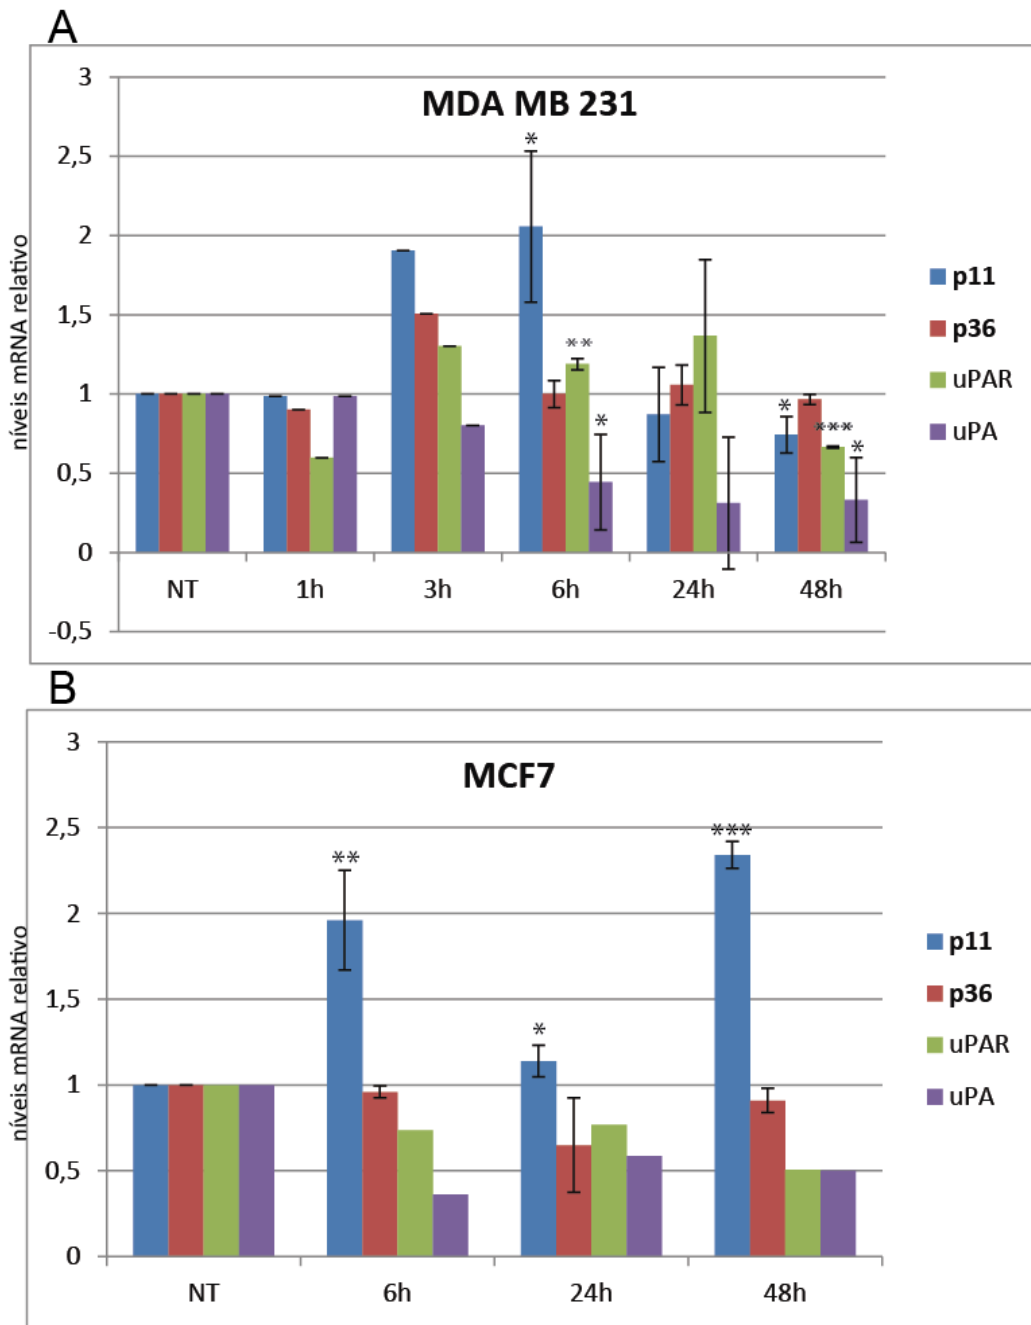 A
MDA MB 231
níveis mRNA relativo
3
2,5
2
1,5
1
0,5
0
-0,5
*
**
*
*
***
*
NT 1h 3h 6h 24h 48h
p11
p36
uPAR
uPA
B
MCF7
níveis mRNA relativo
3
2,5
2
1,5
1
0,5
0
**
*
***
NT 6h 24h 48h
p11
p36
uPAR
uPA